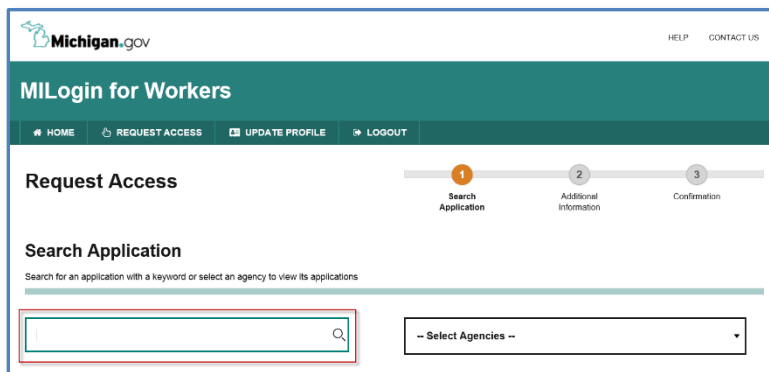 Michigan.gov
HELP CONTACT US
MILogin for Workers
HOME REQUEST ACCESS UPDATE PROFILE LOGOUT
Request Access
1 2 3
Search Additional Confirmation
Application Information
Search Application
Search for an application with a keyword or select an agency to view its applications
-- Select Agencies --